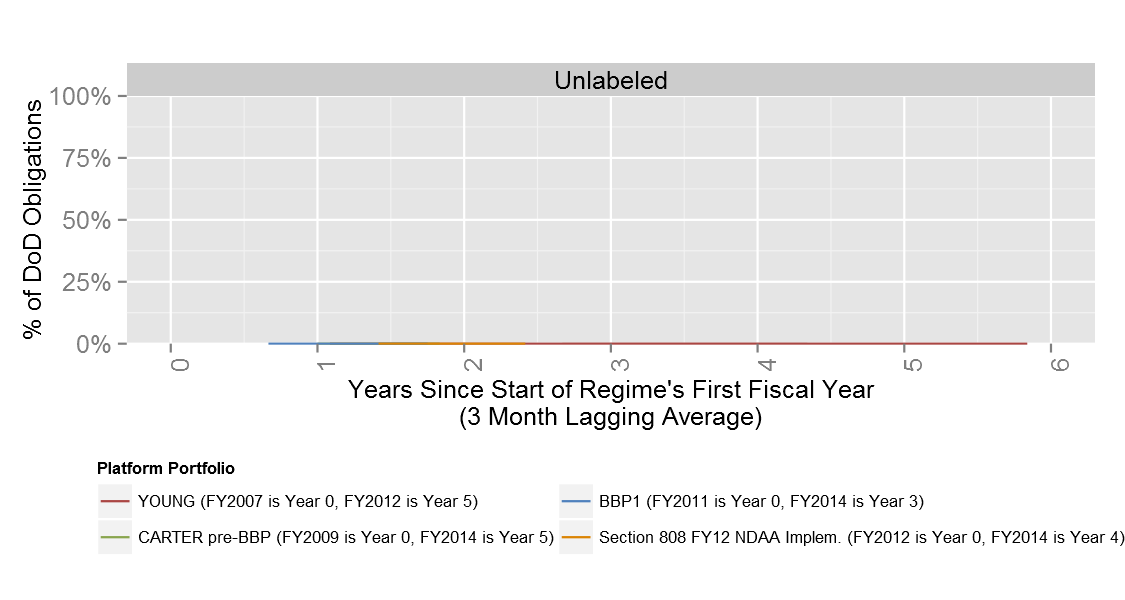 Unlabeled
% of DoD Obligations
100%
75%
50%
25%
0%
0
1
2
3
4
5
6
Years Since Start of Regime's First Fiscal Year
(3 Month Lagging Average)
Platform Portfolio
YOUNG (FY2007 is Year 0, FY2012 is Year 5)
BBP1 (FY2011 is Year 0, FY2014 is Year 3)
CARTER pre-BBP (FY2009 is Year 0, FY2014 is Year 5)
Section 808 FY12 NDAA Implem. (FY2012 is Year 0, FY2014 is Year 4)